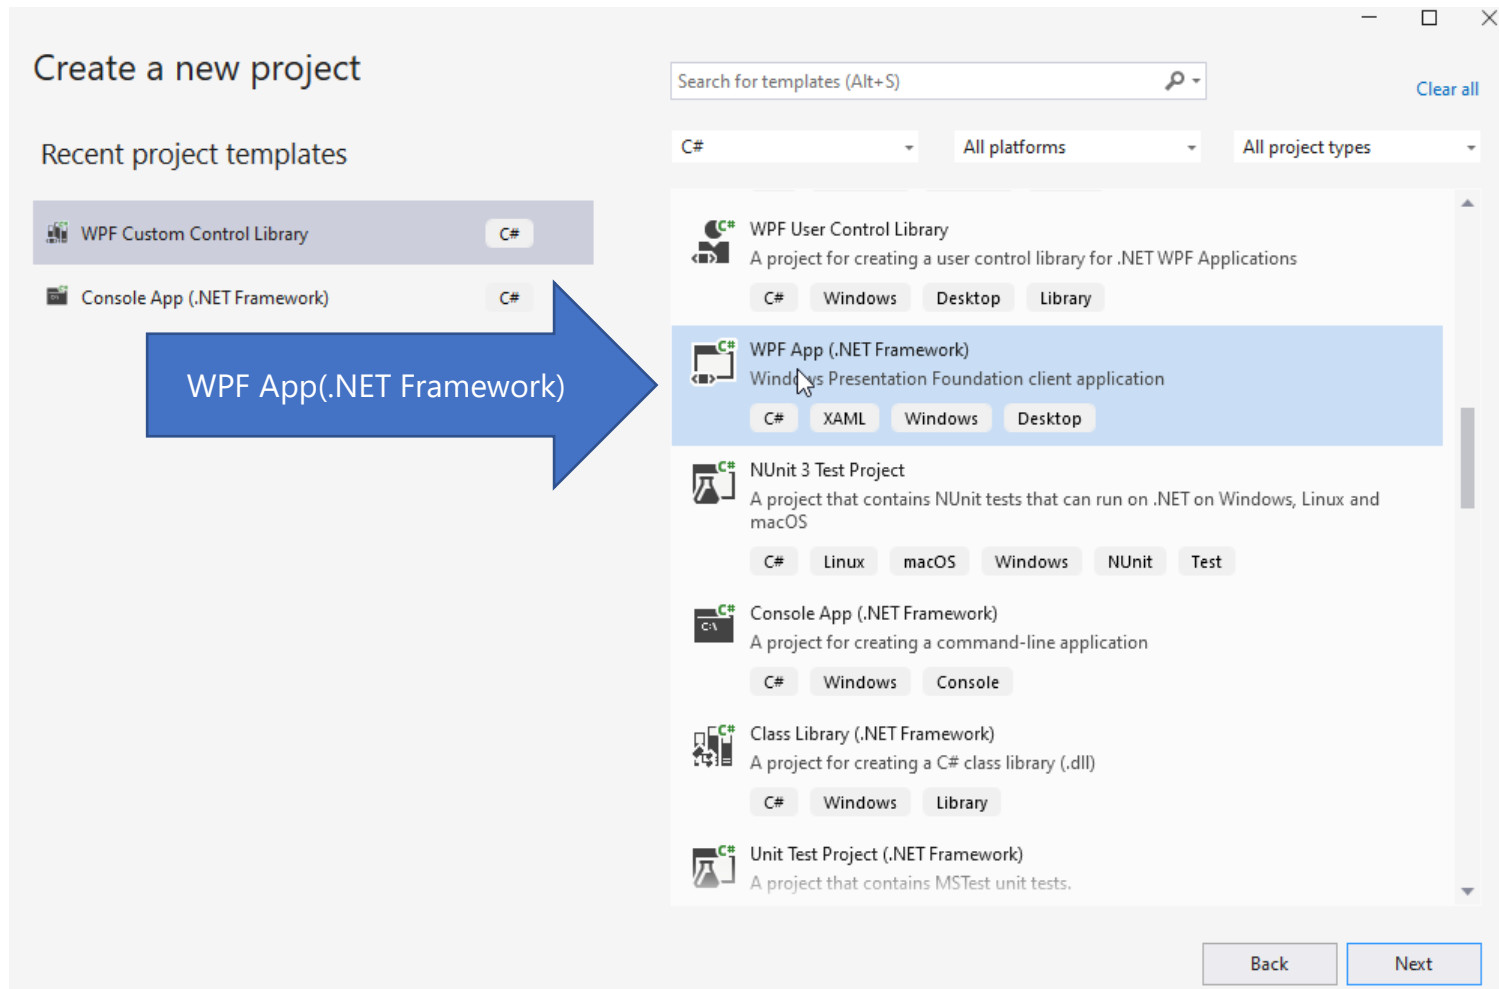 Create a new project
Search for templates (Alt+S)
Clear all
Recent project templates
C#
All platforms
All project types
WPF Custom Control Library
C#
Console App (.NET Framework)
C#
WPF App(.NET Framework)
WPF User Control Library
A project for creating a user control library for .NET WPF Applications
C# Windows Desktop Library
WPF App (.NET Framework)
Windows Presentation Foundation client application
C# XAML Windows Desktop
NUnit 3 Test Project
A project that contains NUnit tests that can run on .NET on Windows, Linux and
macOS
C# Linux macOS Windows NUnit Test
Console App (.NET Framework)
A project for creating a command-line application
C# Windows Console
Class Library (.NET Framework)
A project for creating a C# class library (.dll)
C# Windows Library
Unit Test Project (.NET Framework)
A project that contains MSTest unit tests.
Back
Next